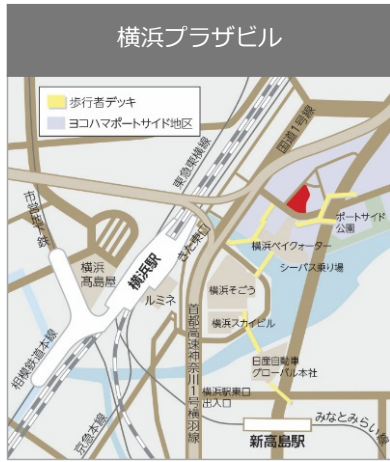 横浜プラザビル
歩行者デッキ
ヨコハマポートサイド地区
国道1号線
東急東横線
市営地下鉄
きた東口
ポートサイド
公園
横浜ベイクォーター
シーバス乗り場
横浜
髙島屋
横浜駅
ルミネ
横浜そごう
横浜スカイビル
首都高速神奈川1号横羽線
日産自動車
グローバル本社
相模鉄道本線
京急本線
横浜駅東口
出入口
みなとみらい線
新高島駅